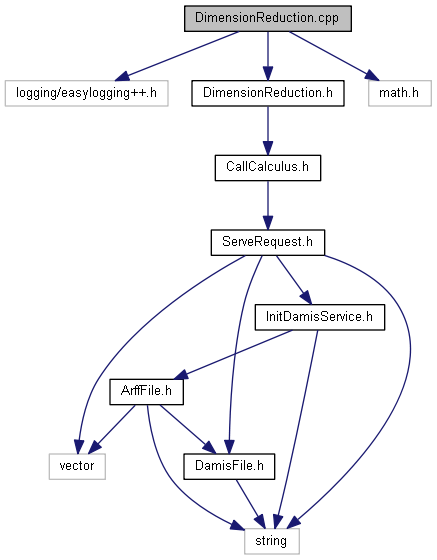 DimensionReduction.cpp
logging/easylogging++.h
DimensionReduction.h
math.h
CallCalculus.h
ServeRequest.h
InitDamisService.h
ArffFile.h
vector
DamisFile.h
string